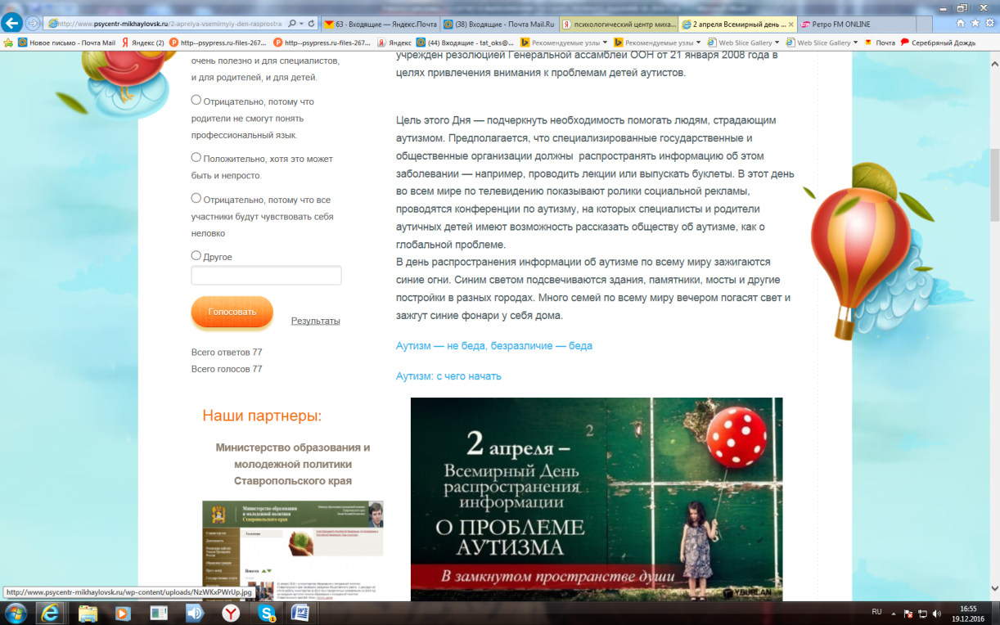 http://www.psycentr-mikhaylovsk.ru/2-aprelya-vsemirnyiy-den-rasprostra
63 · Входящие — Яндекс.Почта
(38) Входящие - Почта Mail.Ru
психологический центр миха...
2 апреля Всемирный день ...
Ретро FM ONLINE
Новое письмо - Почта Mail
Яндекс (2)
http--psypress.ru-files-267...
http--psypress.ru-files-267...
Яндекс
(44) Входящие - tat_oks@...
Рекомендуемые узлы
Рекомендуемые узлы
Web Slice Gallery
Web Slice Gallery
Почта
Серебряный Дождь
очень полезно и для специалистов,
и для родителей, и для детей.
Отрицательно, потому что
родители не смогут понять
профессиональный язык.
Положительно, хотя это может
быть и непросто.
Отрицательно, потому что все
участники будут чувствовать себя
неловко
Другое
Голосовать
Результаты
Всего ответов 77
Всего голосов 77
Наши партнеры:
Министерство образования и
молодежной политики
Ставропольского края
Министерство образования
и молодежной политики
Ставропольского края
учрежден резолюцией Генеральной ассамблеи ООН от 21 января 2008 года в
целях привлечения внимания к проблемам детей аутистов.
Цель этого Дня — подчеркнуть необходимость помогать людям, страдающим
аутизмом. Предполагается, что специализированные государственные и
общественные организации должны распространять информацию об этом
заболевании — например, проводить лекции или выпускать буклеты. В этот день
во всем мире по телевидению показывают ролики социальной рекламы,
проводятся конференции по аутизму, на которых специалисты и родители
аутичных детей имеют возможность рассказать обществу об аутизме, как о
глобальной проблеме.
В день распространения информации об аутизме по всему миру зажигаются
синие огни. Синим светом подсвечиваются здания, памятники, мосты и другие
постройки в разных городах. Много семей по всему миру вечером погасят свет и
зажгут синие фонари у себя дома.
Аутизм — не беда, безразличие — беда
Аутизм: с чего начать
2
2 апреля –
Всемирный День
распространения
информации
О ПРОБЛЕМЕ
АУТИЗМА
В замкнутом пространстве души
http://www.psycentr-mikhaylovsk.ru/wp-content/uploads/NzWKxPWrUp.jpg
RU
16:55
19.12.2016